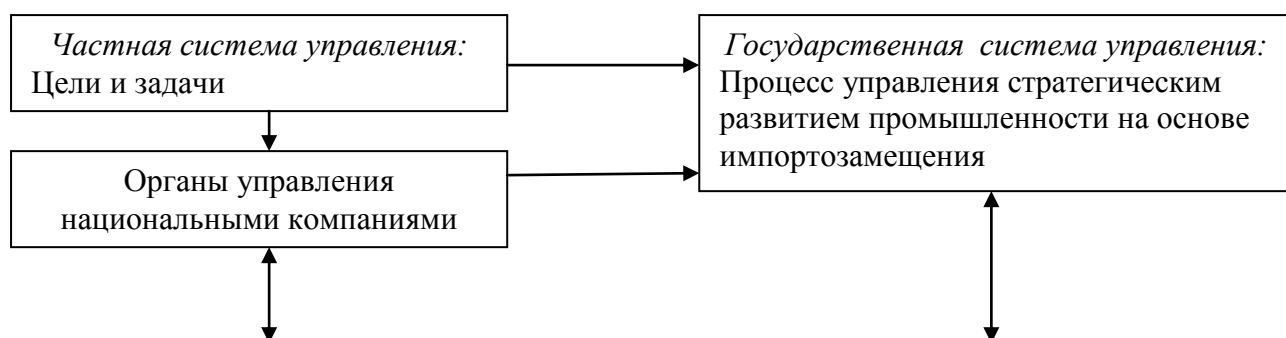 Частная система управления:
Цели и задачи
Органы управления
национальными компаниями
Государственная  система управления:
Процесс управления стратегическим
развитием промышленности на основе
импортозамещения